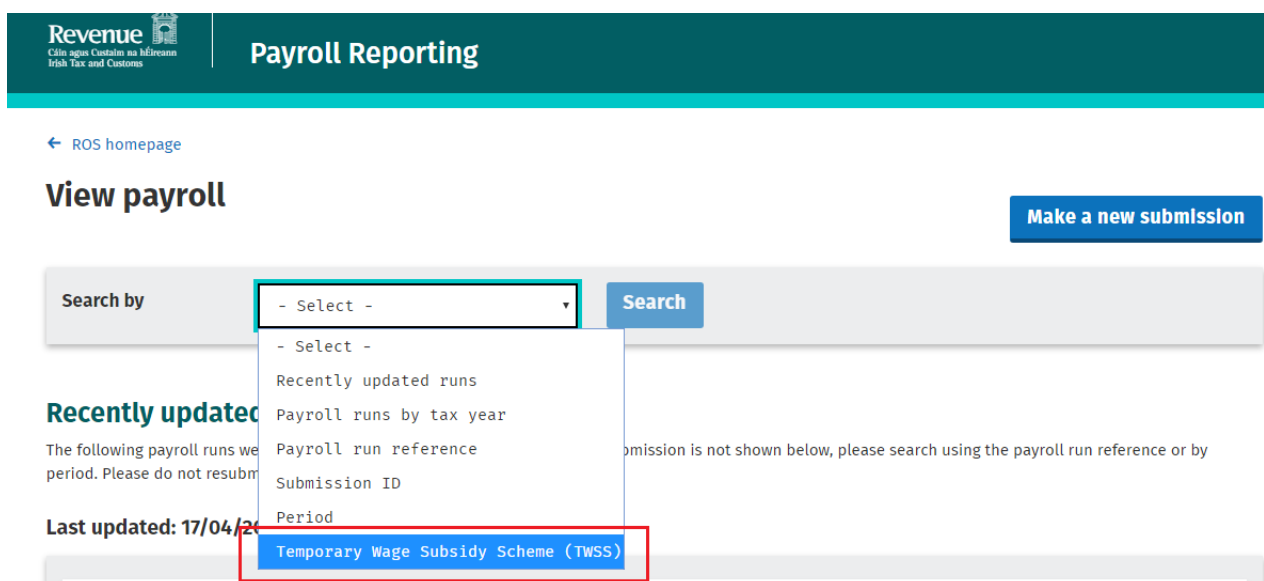 Revenue
Cáin agus Custaim na hÉireann
Irish Tax and Customs
Payroll Reporting
← ROS homepage
View payroll
Make a new submission
Search by
- Select -
Search
- Select -
Recently updated runs
Payroll runs by tax year
Payroll run reference
Submission ID
Period
Temporary Wage Subsidy Scheme (TWSS)
Recently updated
The following payroll runs we
is not shown below, please search using the payroll run reference or by
period. Please do not resubm
Last updated: 17/04/2